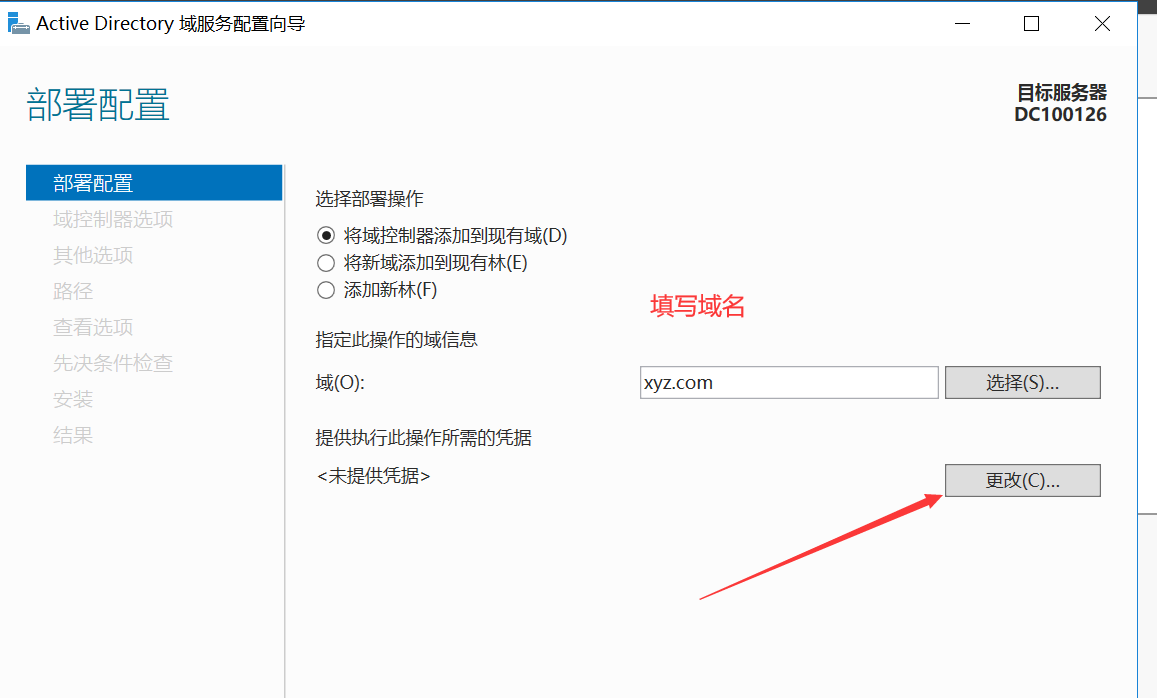 Active Directory 域服务配置向导
部署配置
目标服务器
DC100126
部署配置
域控制器选项
其他选项
路径
查看选项
先决条件检查
安装
结果
选择部署操作
将域控制器添加到现有域(D)
将新域添加到现有林(E)
添加新林(F)
填写域名
指定此操作的域信息
域(O):
xyz.com
选择(S)...
提供执行此操作所需的凭据
<未提供凭据>
更改(C)...